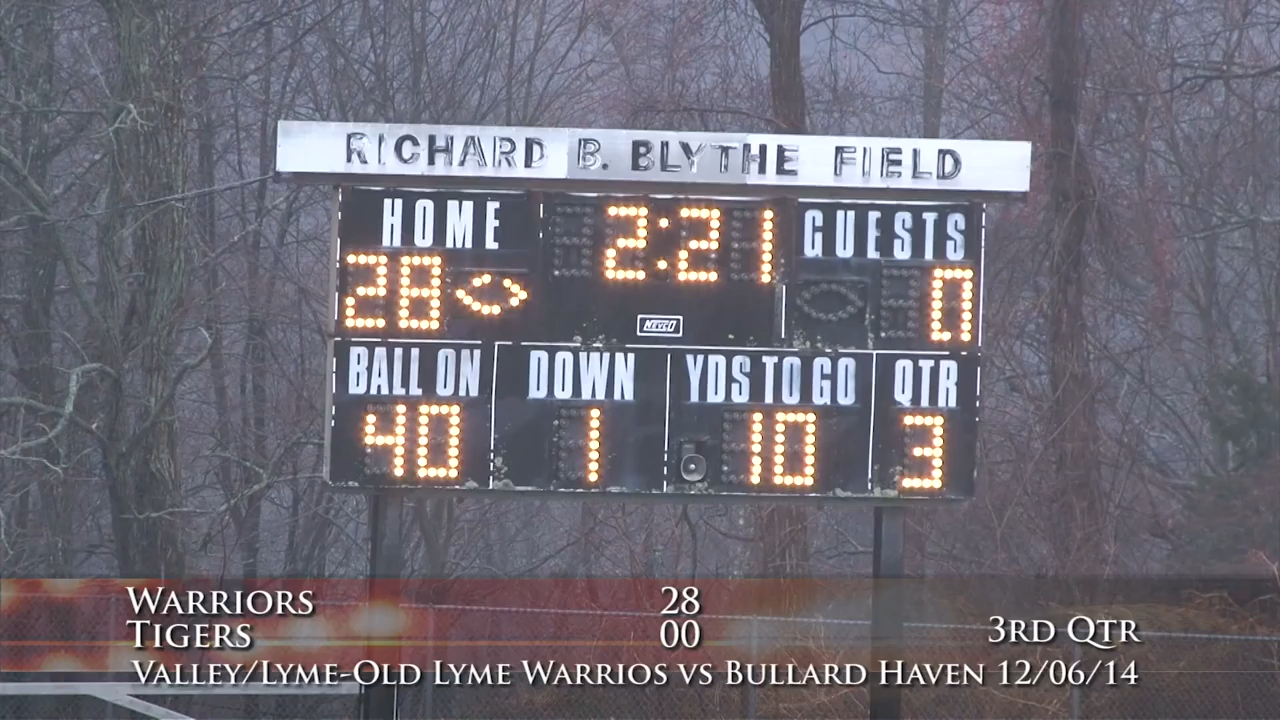 RICHARD B. BLYTHE FIELD
HOME 2:21 GUESTS
28 0
NEVCO
BALL ON DOWN YDS TO GO QTR
40 1 10 3
WARRIORS 28
TIGERS 00 3RD QTR
VALLEY/LYME-OLD LYME WARRIOS VS BULLARD HAVEN 12/06/14